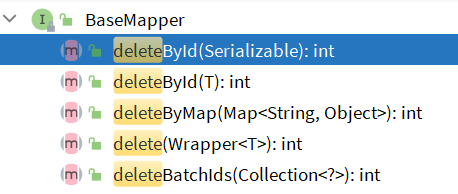 BaseMapper
deleteById(Serializable): int
deleteById(T): int
deleteByMap(Map<String, Object>): int
delete(Wrapper<T>): int
deleteBatchIds(Collection<?>): int